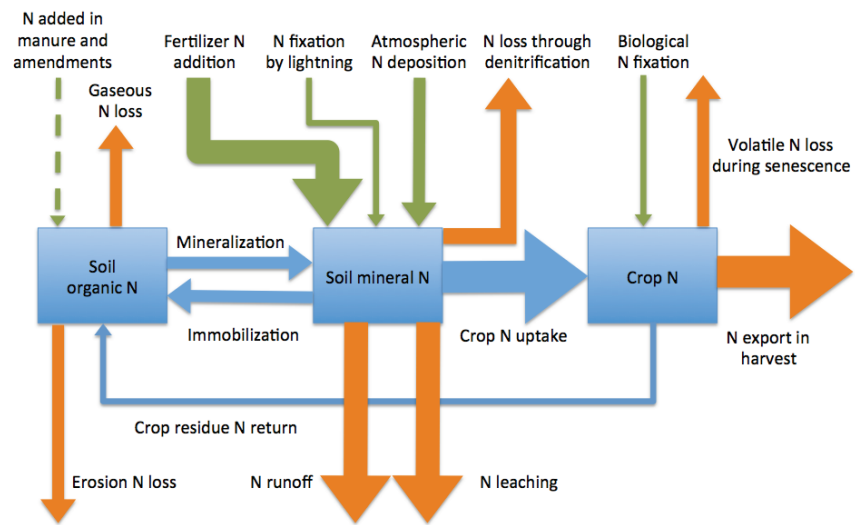 N added in
manure and
amendments
Fertilizer N
addition
N fixation
by lightning
Atmospheric
N deposition
N loss through
denitrification
Biological
N fixation
Gaseous
N loss
Volatile N loss
during senescence
Mineralization
Soil
organic N
Soil mineral N
Crop N
Immobilization
Crop N uptake
N export in
harvest
Crop residue N return
Erosion N loss
N runoff
N leaching